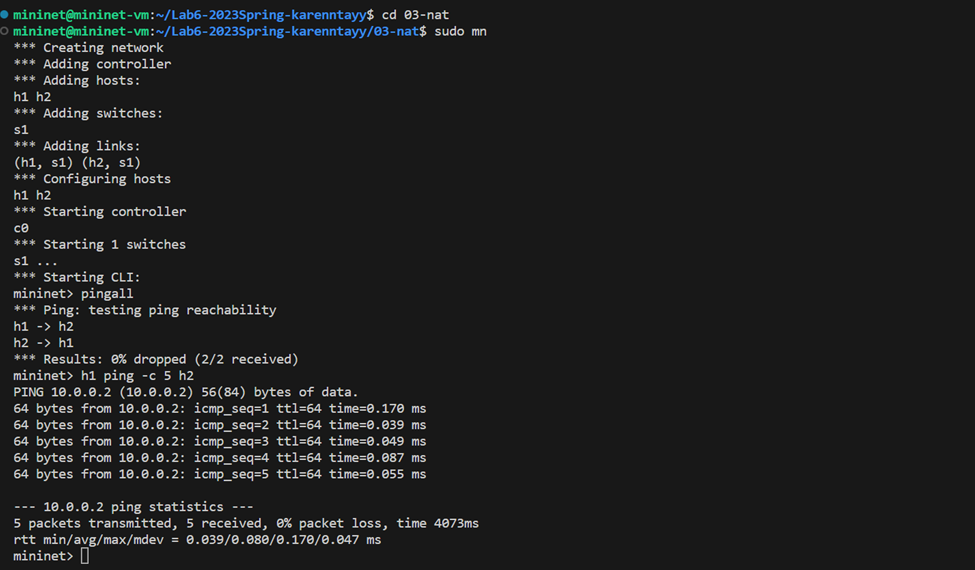 mininet@mininet-vm:~/Lab6-2023Spring-karenntayy$ cd 03-nat
mininet@mininet-vm:~/Lab6-2023Spring-karenntayy/03-nat$ sudo mn
*** Creating network
*** Adding controller
*** Adding hosts:
h1 h2
*** Adding switches:
s1
*** Adding links:
(h1, s1) (h2, s1)
*** Configuring hosts
h1 h2
*** Starting controller
c0
*** Starting 1 switches
s1 ...
*** Starting CLI:
mininet> pingall
*** Ping: testing ping reachability
h1 -> h2
h2 -> h1
*** Results: 0% dropped (2/2 received)
mininet> h1 ping -c 5 h2
PING 10.0.0.2 (10.0.0.2) 56(84) bytes of data.
64 bytes from 10.0.0.2: icmp_seq=1 ttl=64 time=0.170 ms
64 bytes from 10.0.0.2: icmp_seq=2 ttl=64 time=0.039 ms
64 bytes from 10.0.0.2: icmp_seq=3 ttl=64 time=0.049 ms
64 bytes from 10.0.0.2: icmp_seq=4 ttl=64 time=0.087 ms
64 bytes from 10.0.0.2: icmp_seq=5 ttl=64 time=0.055 ms
--- 10.0.0.2 ping statistics ---
5 packets transmitted, 5 received, 0% packet loss, time 4073ms
rtt min/avg/max/mdev = 0.039/0.080/0.170/0.047 ms
mininet>